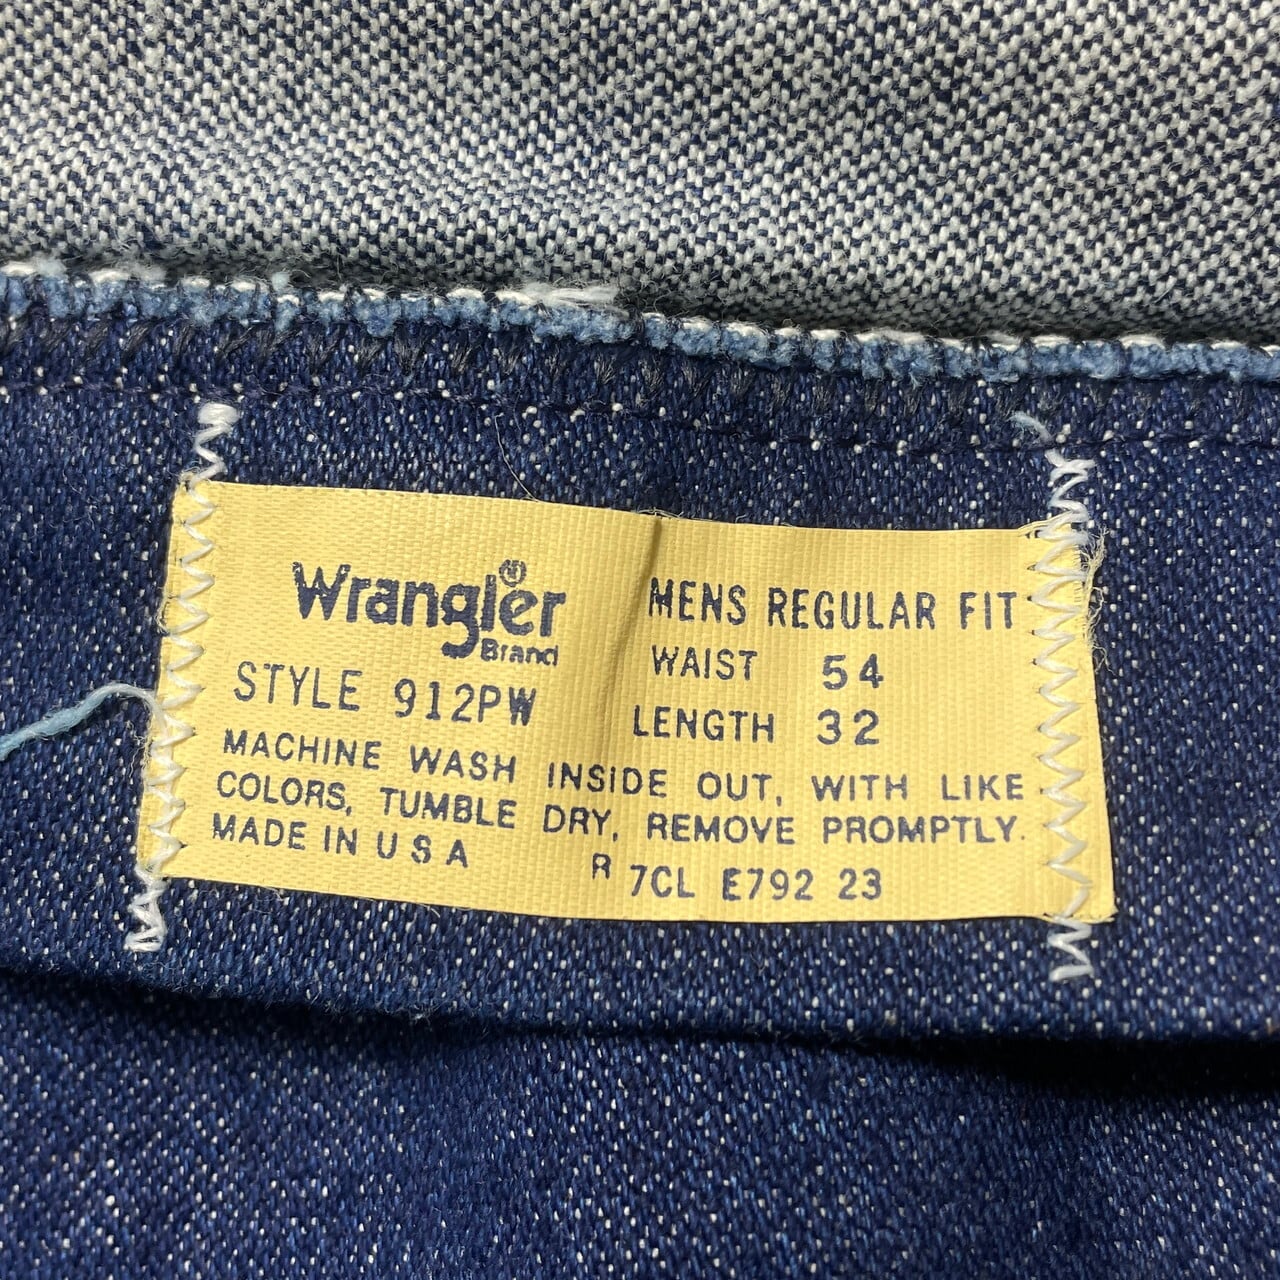 Wrangler®
Brand
STYLE 912PW
MENS REGULAR FIT
WAIST 54
LENGTH 32
MACHINE WASH INSIDE OUT, WITH LIKE
COLORS, TUMBLE DRY, REMOVE PROMPTLY.
MADE IN U S A R 7CL E792 23